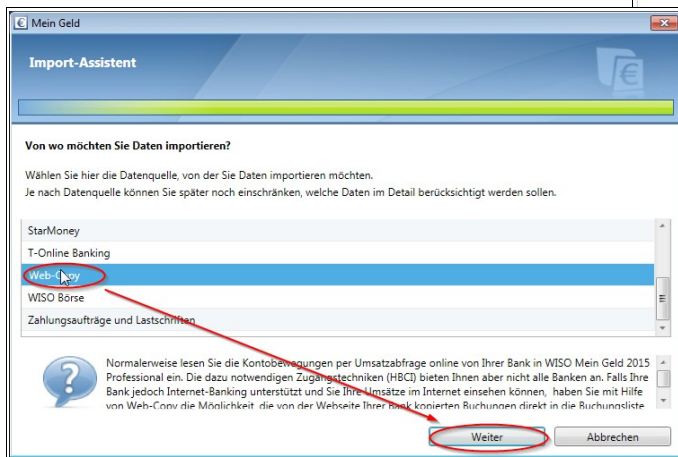 Mein Geld
Import-Assistent
Von wo möchten Sie Daten importieren?
Wählen Sie hier die Datenquelle, von der Sie Daten importieren möchten.
Je nach Datenquelle können Sie später noch einschränken, welche Daten im Detail berücksichtigt werden sollen.
StarMoney
T-Online Banking
Web-Copy
WISO Börse
Zahlungsaufträge und Lastschriften
Normalerweise lesen Sie die Kontobewegungen per Umsatzabfrage online von Ihrer Bank in WISO Mein Geld 2015
Professional ein. Die dazu notwendigen Zugangstechniken (HBCI) bieten Ihnen aber nicht alle Banken an. Falls Ihre
Bank jedoch Internet-Banking unterstützt und Sie Ihre Umsätze im Internet einsehen können, haben Sie mit Hilfe
von Web-Copy die Möglichkeit, die von der Webseite Ihrer Bank kopierten Buchungen direkt in die Buchungsliste
Weiter Abbrechen